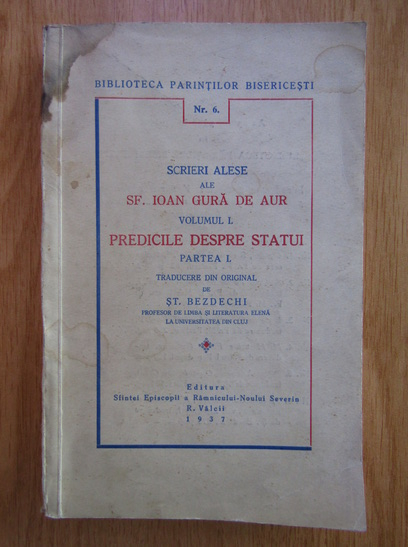 BIBLIOTECA PARINȚILOR BISERICEȘTI
Nr. 6.
SCRIERI ALESE
ALE
SF. IOAN GURĂ DE AUR
VOLUMUL I.
PREDICILE DESPRE STATUI
PARTEA I.
TRADUCERE DIN ORIGINAL
DE
ȘT. BEZDECHI
PROFESOR DE LIMBA ȘI LITERATURA ELENĂ
LA UNIVERSITATEA DIN CLUJ
Editura
Sfintei Episcopii a Râmnicului-Noului Severin
R. Vâlcii
1937